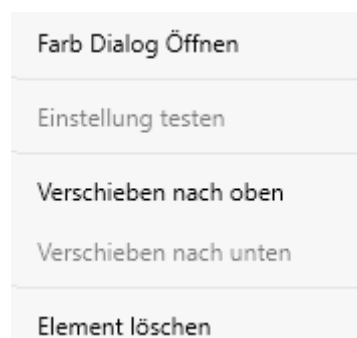 Farb Dialog Öffnen
Einstellung testen
Verschieben nach oben
Verschieben nach unten
Element löschen